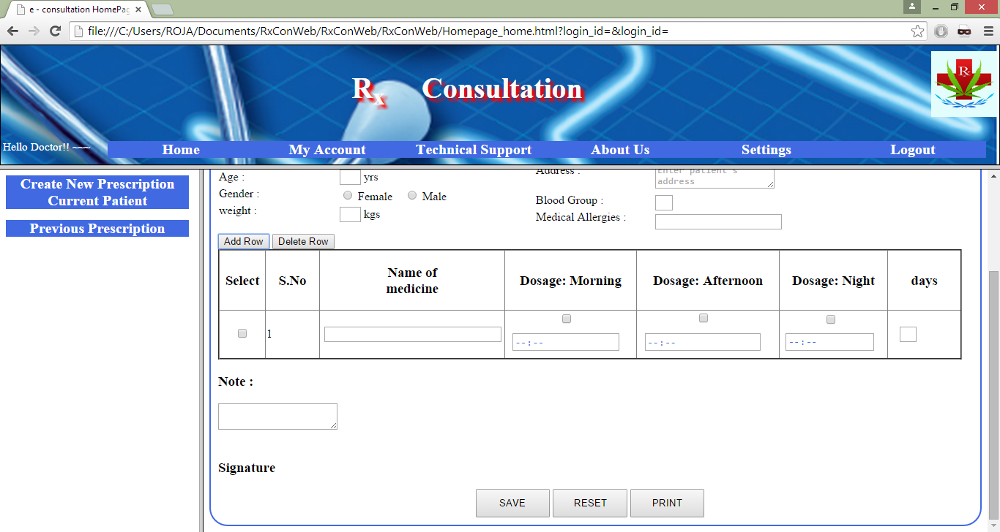 e - consultation HomePag
file:///C:/Users/ROJA/Documents/RxConWeb/RxConWeb/RxConWeb/Homepage_home.html?login_id=&login_id=
Rx Consultation
Rx
Hello Doctor!! ~~~
Home My Account Technical Support About Us Settings Logout
Create New Prescription
Current Patient
Previous Prescription
Age : yrs
Gender : Female Male
weight : kgs
Address :
Enter patient's
address
Blood Group :
Medical Allergies :
Add Row Delete Row
Select S.No Name of
medicine Dosage: Morning Dosage: Afternoon Dosage: Night days
1 --:-- --:-- --:--
Note :
Signature
SAVE RESET PRINT